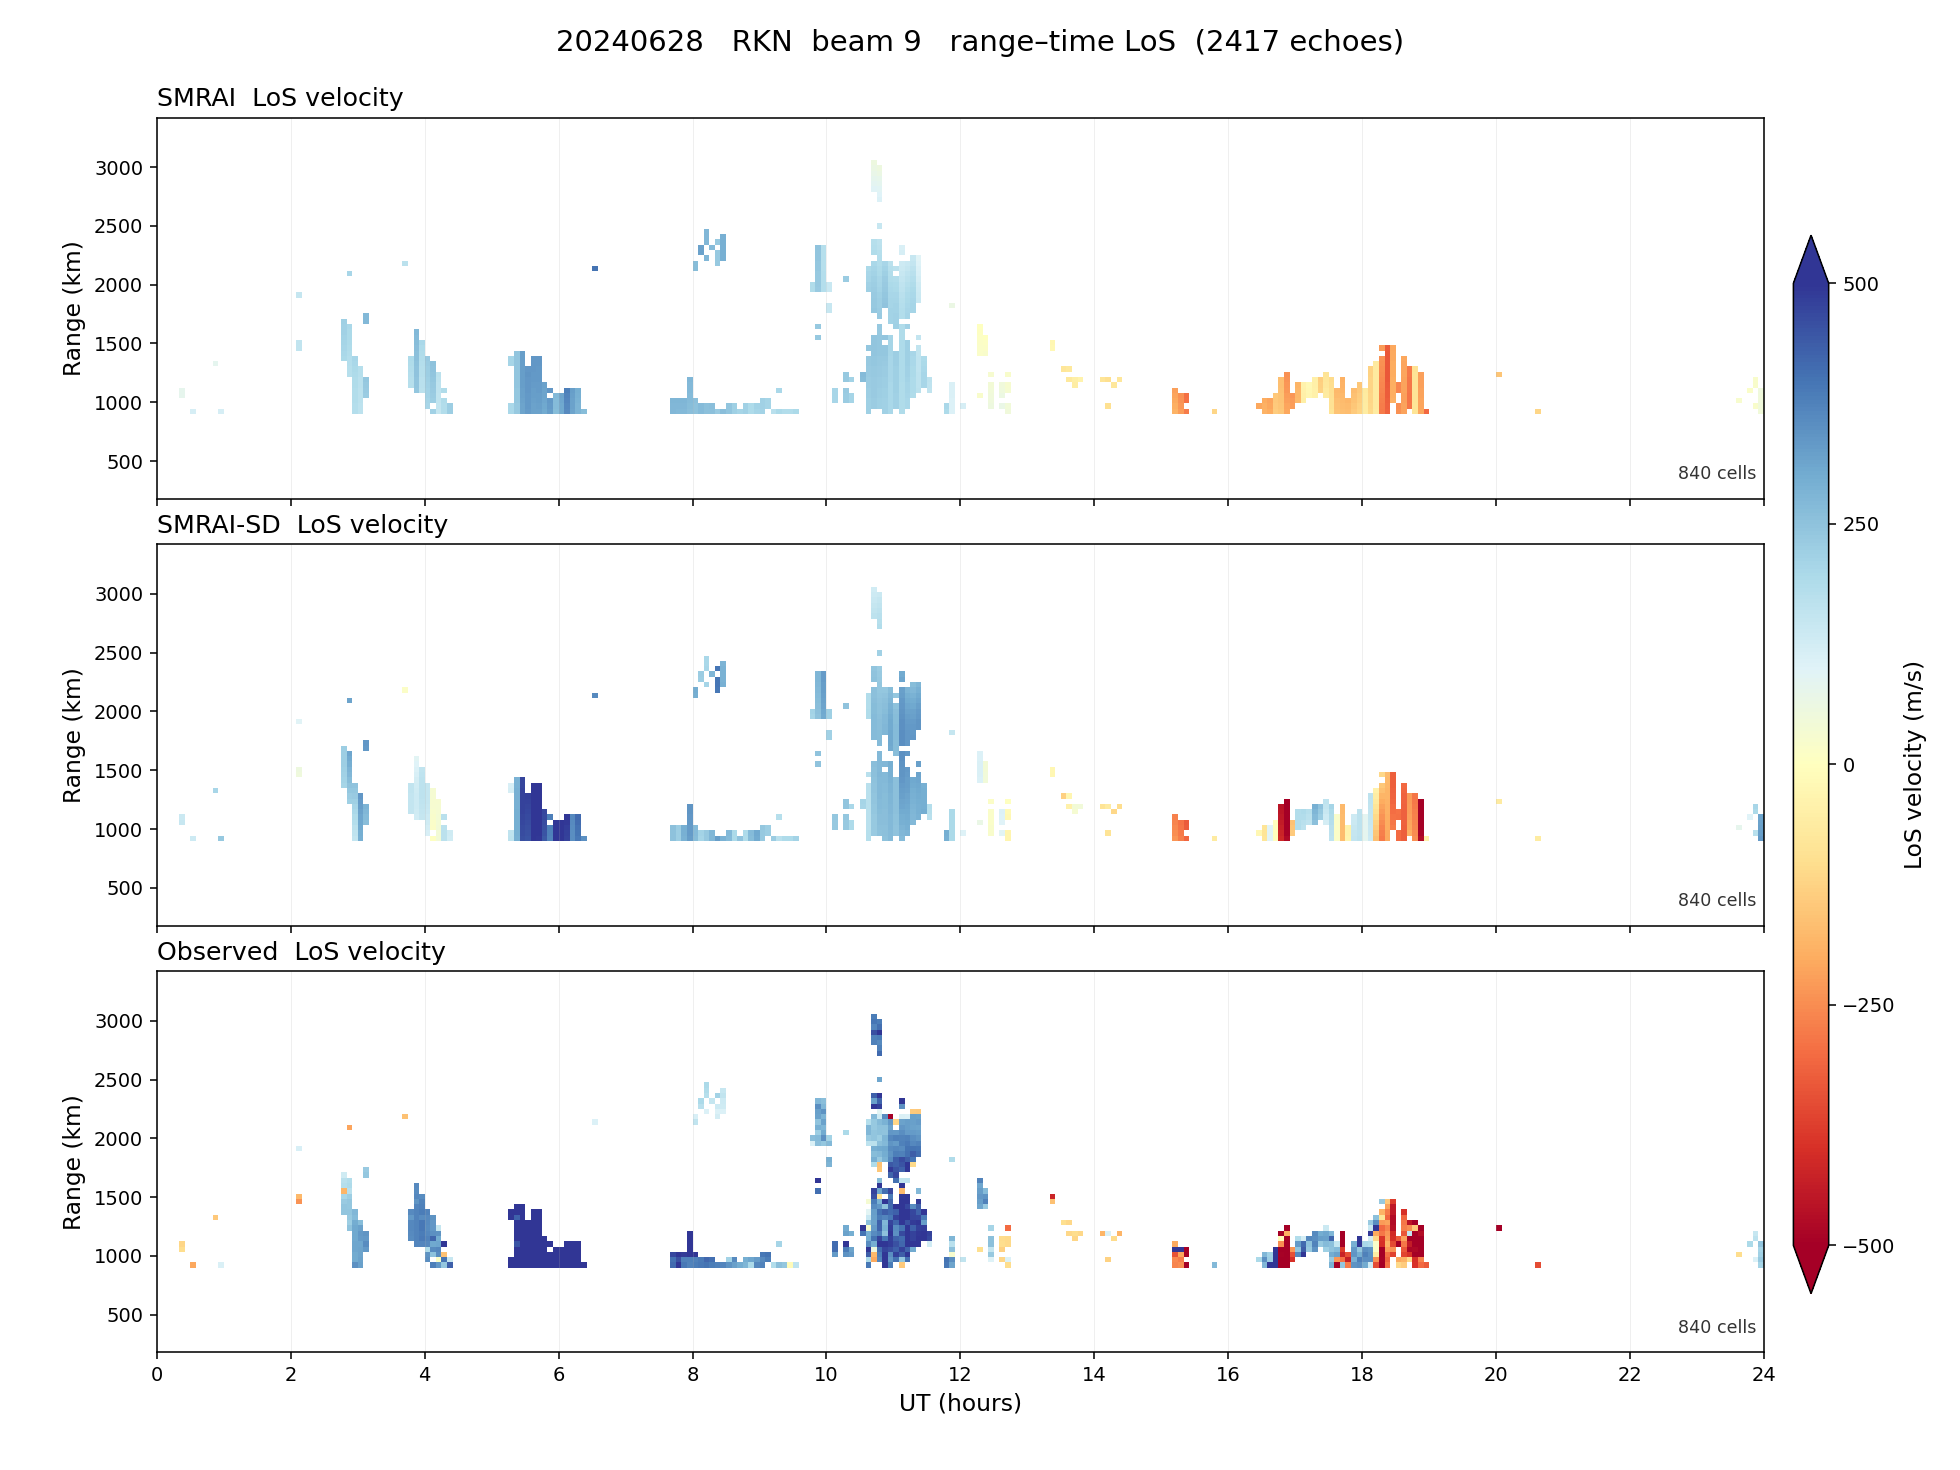 20240628   RKN  beam 9   range–time LoS  (2417 echoes)
SMRAI  LoS velocity
3000
2500
2000
1500
1000
500
Range (km)
840 cells
SMRAI-SD  LoS velocity
3000
2500
2000
1500
1000
500
Range (km)
840 cells
Observed  LoS velocity
3000
2500
2000
1500
1000
500
Range (km)
840 cells
0 2 4 6 8 10 12 14 16 18 20 22 24
UT (hours)
500
250
0
−250
−500
LoS velocity (m/s)